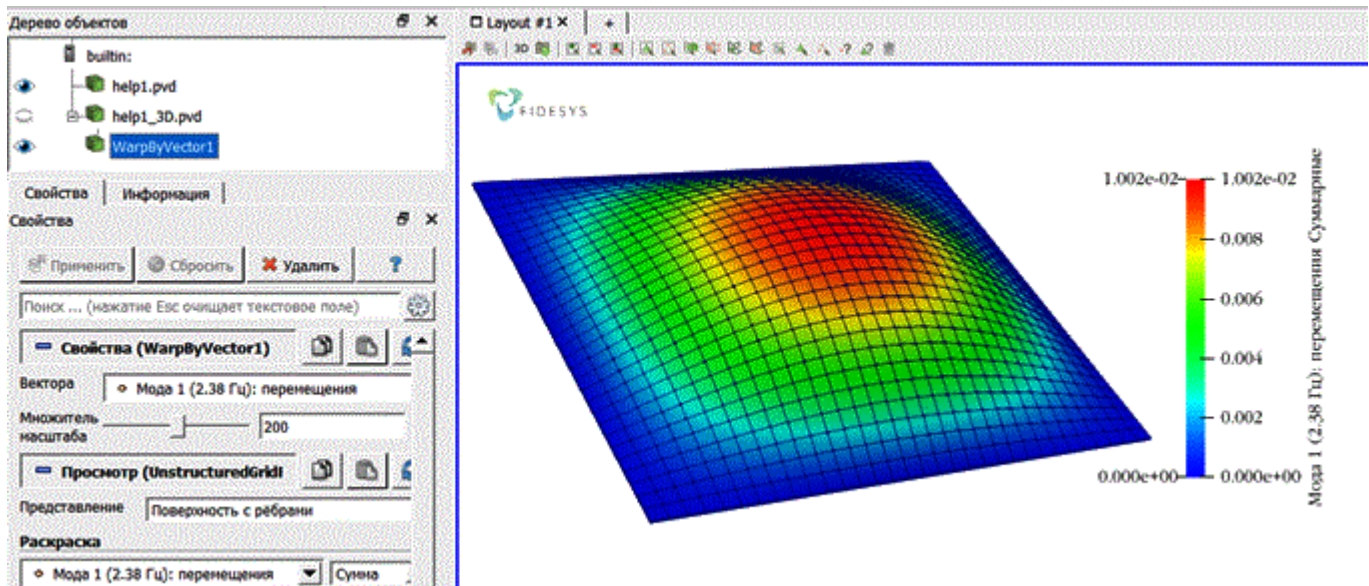 Дерево объектов
builtin:
help1.pvd
help1_3D.pvd
WarpByVector1
Свойства
Информация
Свойства
Применить
Сбросить
Удалить
?
Поиск ... (нажатие Esc очищает текстовое поле)
Свойства (WarpByVector1)
Вектора
Мода 1 (2.38 Гц): перемещения
Множитель
масштаба
200
Просмотр (UnstructuredGridI
Представление
Поверхность с ребрани
Раскраска
Мода 1 (2.38 Гц): перемещения
Сумма
Layout #1
+
3D
FIDESYS
1.002e-02
1.002e-02
0.008
0.006
0.004
0.002
0.000e+00
0.000e+00
Мода 1 (2.38 Гц): перемещения Суммарные